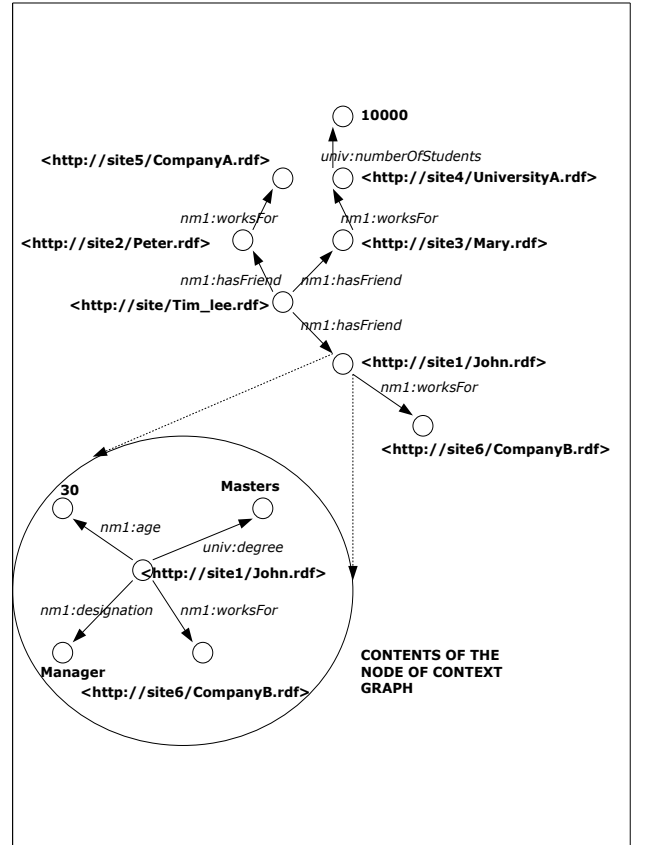 10000
<http://site5/CompanyA.rdf>
univ:numberOfStudents
<http://site4/UniversityA.rdf>
nm1:worksFor
nm1:worksFor
<http://site2/Peter.rdf>
<http://site3/Mary.rdf>
nm1:hasFriend
nm1:hasFriend
<http://site/Tim_lee.rdf>
nm1:hasFriend
<http://site1/John.rdf>
nm1:worksFor
<http://site6/CompanyB.rdf>
30
Masters
nm1:age
univ:degree
<http://site1/John.rdf>
nm1:designation
nm1:worksFor
Manager
<http://site6/CompanyB.rdf>
CONTENTS OF THE
NODE OF CONTEXT
GRAPH